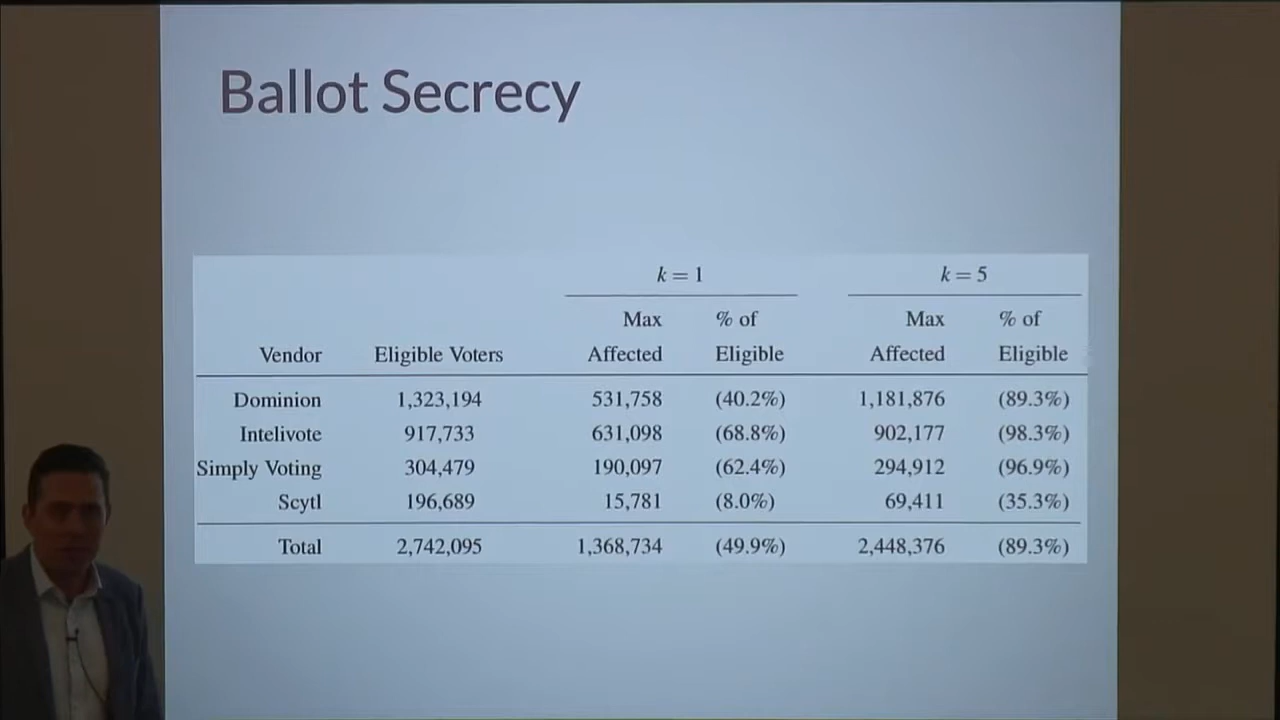 Ballot Secrecy
k = 1 k = 5
Max % of Max % of
Vendor Eligible Voters Affected Eligible Affected Eligible
Dominion 1,323,194 531,758 (40.2%) 1,181,876 (89.3%)
Intelivote 917,733 631,098 (68.8%) 902,177 (98.3%)
Simply Voting 304,479 190,097 (62.4%) 294,912 (96.9%)
Scytl 196,689 15,781 (8.0%) 69,411 (35.3%)
Total 2,742,095 1,368,734 (49.9%) 2,448,376 (89.3%)